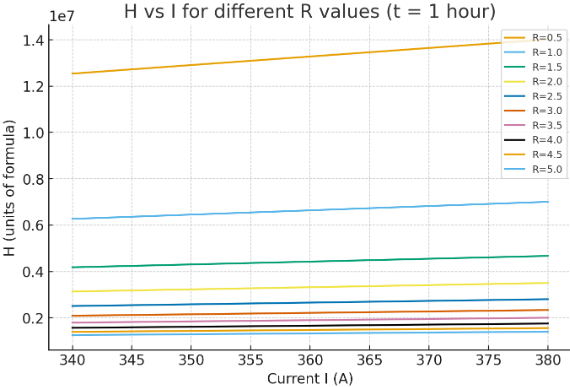 H vs I for different R values (t = 1 hour)
1e7
1.4
1.2
1.0
0.8
0.6
0.4
0.2
H (units of formula)
R=0.5
R=1.0
R=1.5
R=2.0
R=2.5
R=3.0
R=3.5
R=4.0
R=4.5
R=5.0
340 345 350 355 360 365 370 375 380
Current I (A)